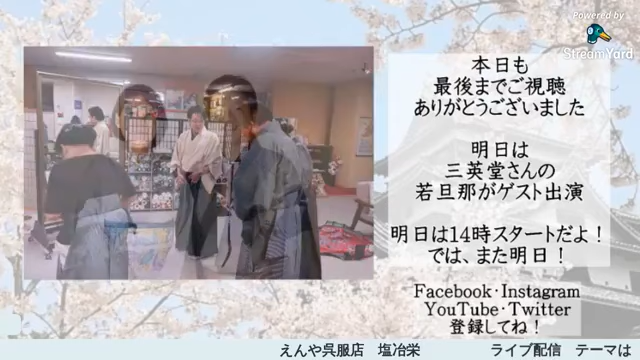 Powered by
StreamYard
本日も
最後までご視聴
ありがとうございました
明日は
三英堂さんの
若旦那がゲスト出演
明日は14時スタートだよ！
では、また明日！
Facebook・Instagram
YouTube・Twitter
登録してね！
えんや呉服店 塩冶栄 ライブ配信 テーマは